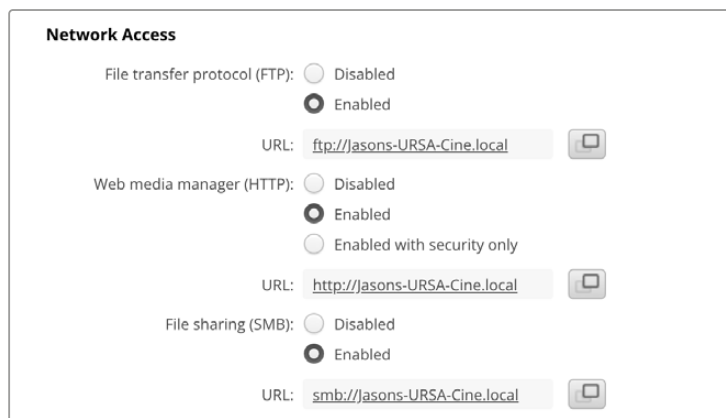 Network Access
File transfer protocol (FTP): Disabled
Enabled
URL: ftp://Jasons-URSA-Cine.local
Web media manager (HTTP): Disabled
Enabled
Enabled with security only
URL: http://Jasons-URSA-Cine.local
File sharing (SMB): Disabled
Enabled
URL: smb://Jasons-URSA-Cine.local